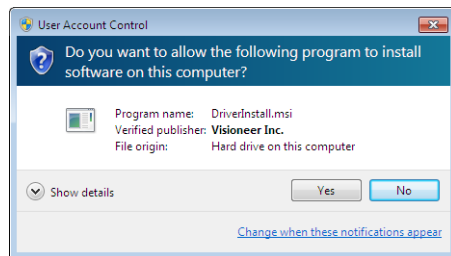 User Account Control
Do you want to allow the following program to install
software on this computer?
Program name: DriverInstall.msi
Verified publisher: Visioneer Inc.
File origin: Hard drive on this computer
Show details
Yes
No
Change when these notifications appear